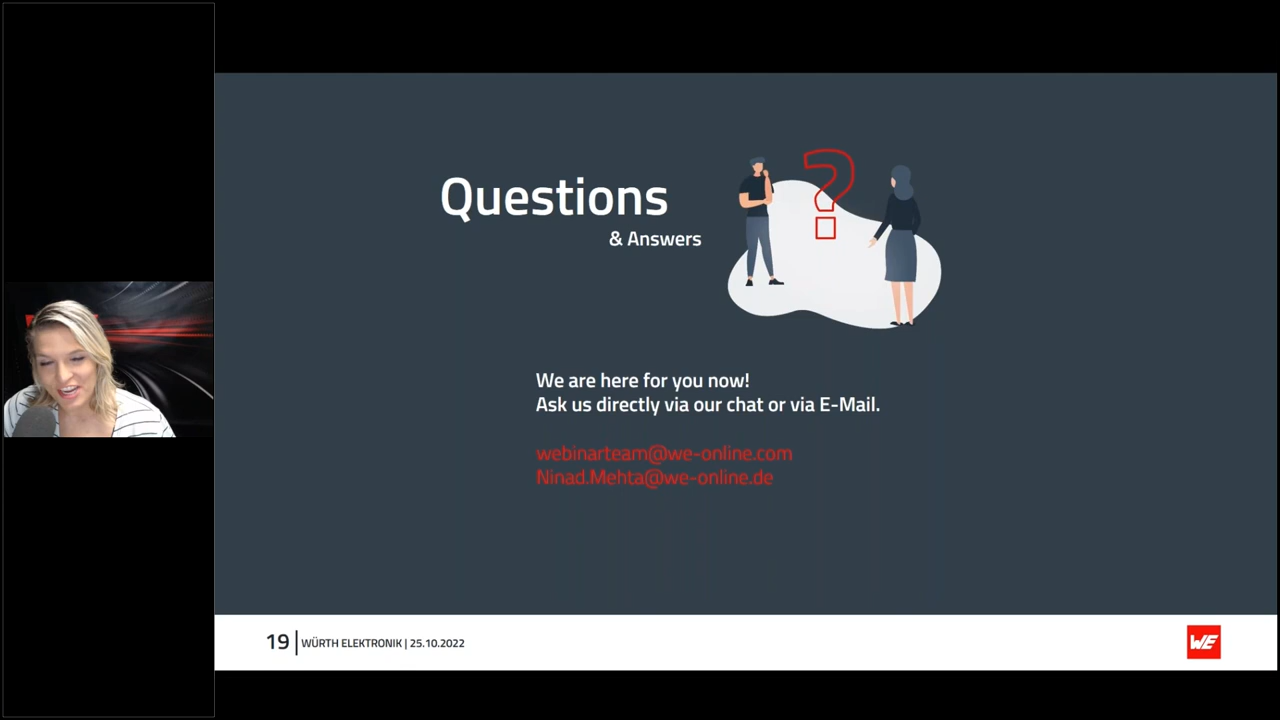 Questions
& Answers
?
We are here for you now!
Ask us directly via our chat or via E-Mail.
webinarteam@we-online.com
Ninad.Mehta@we-online.de
19 | WÜRTH ELEKTRONIK | 25.10.2022
WE